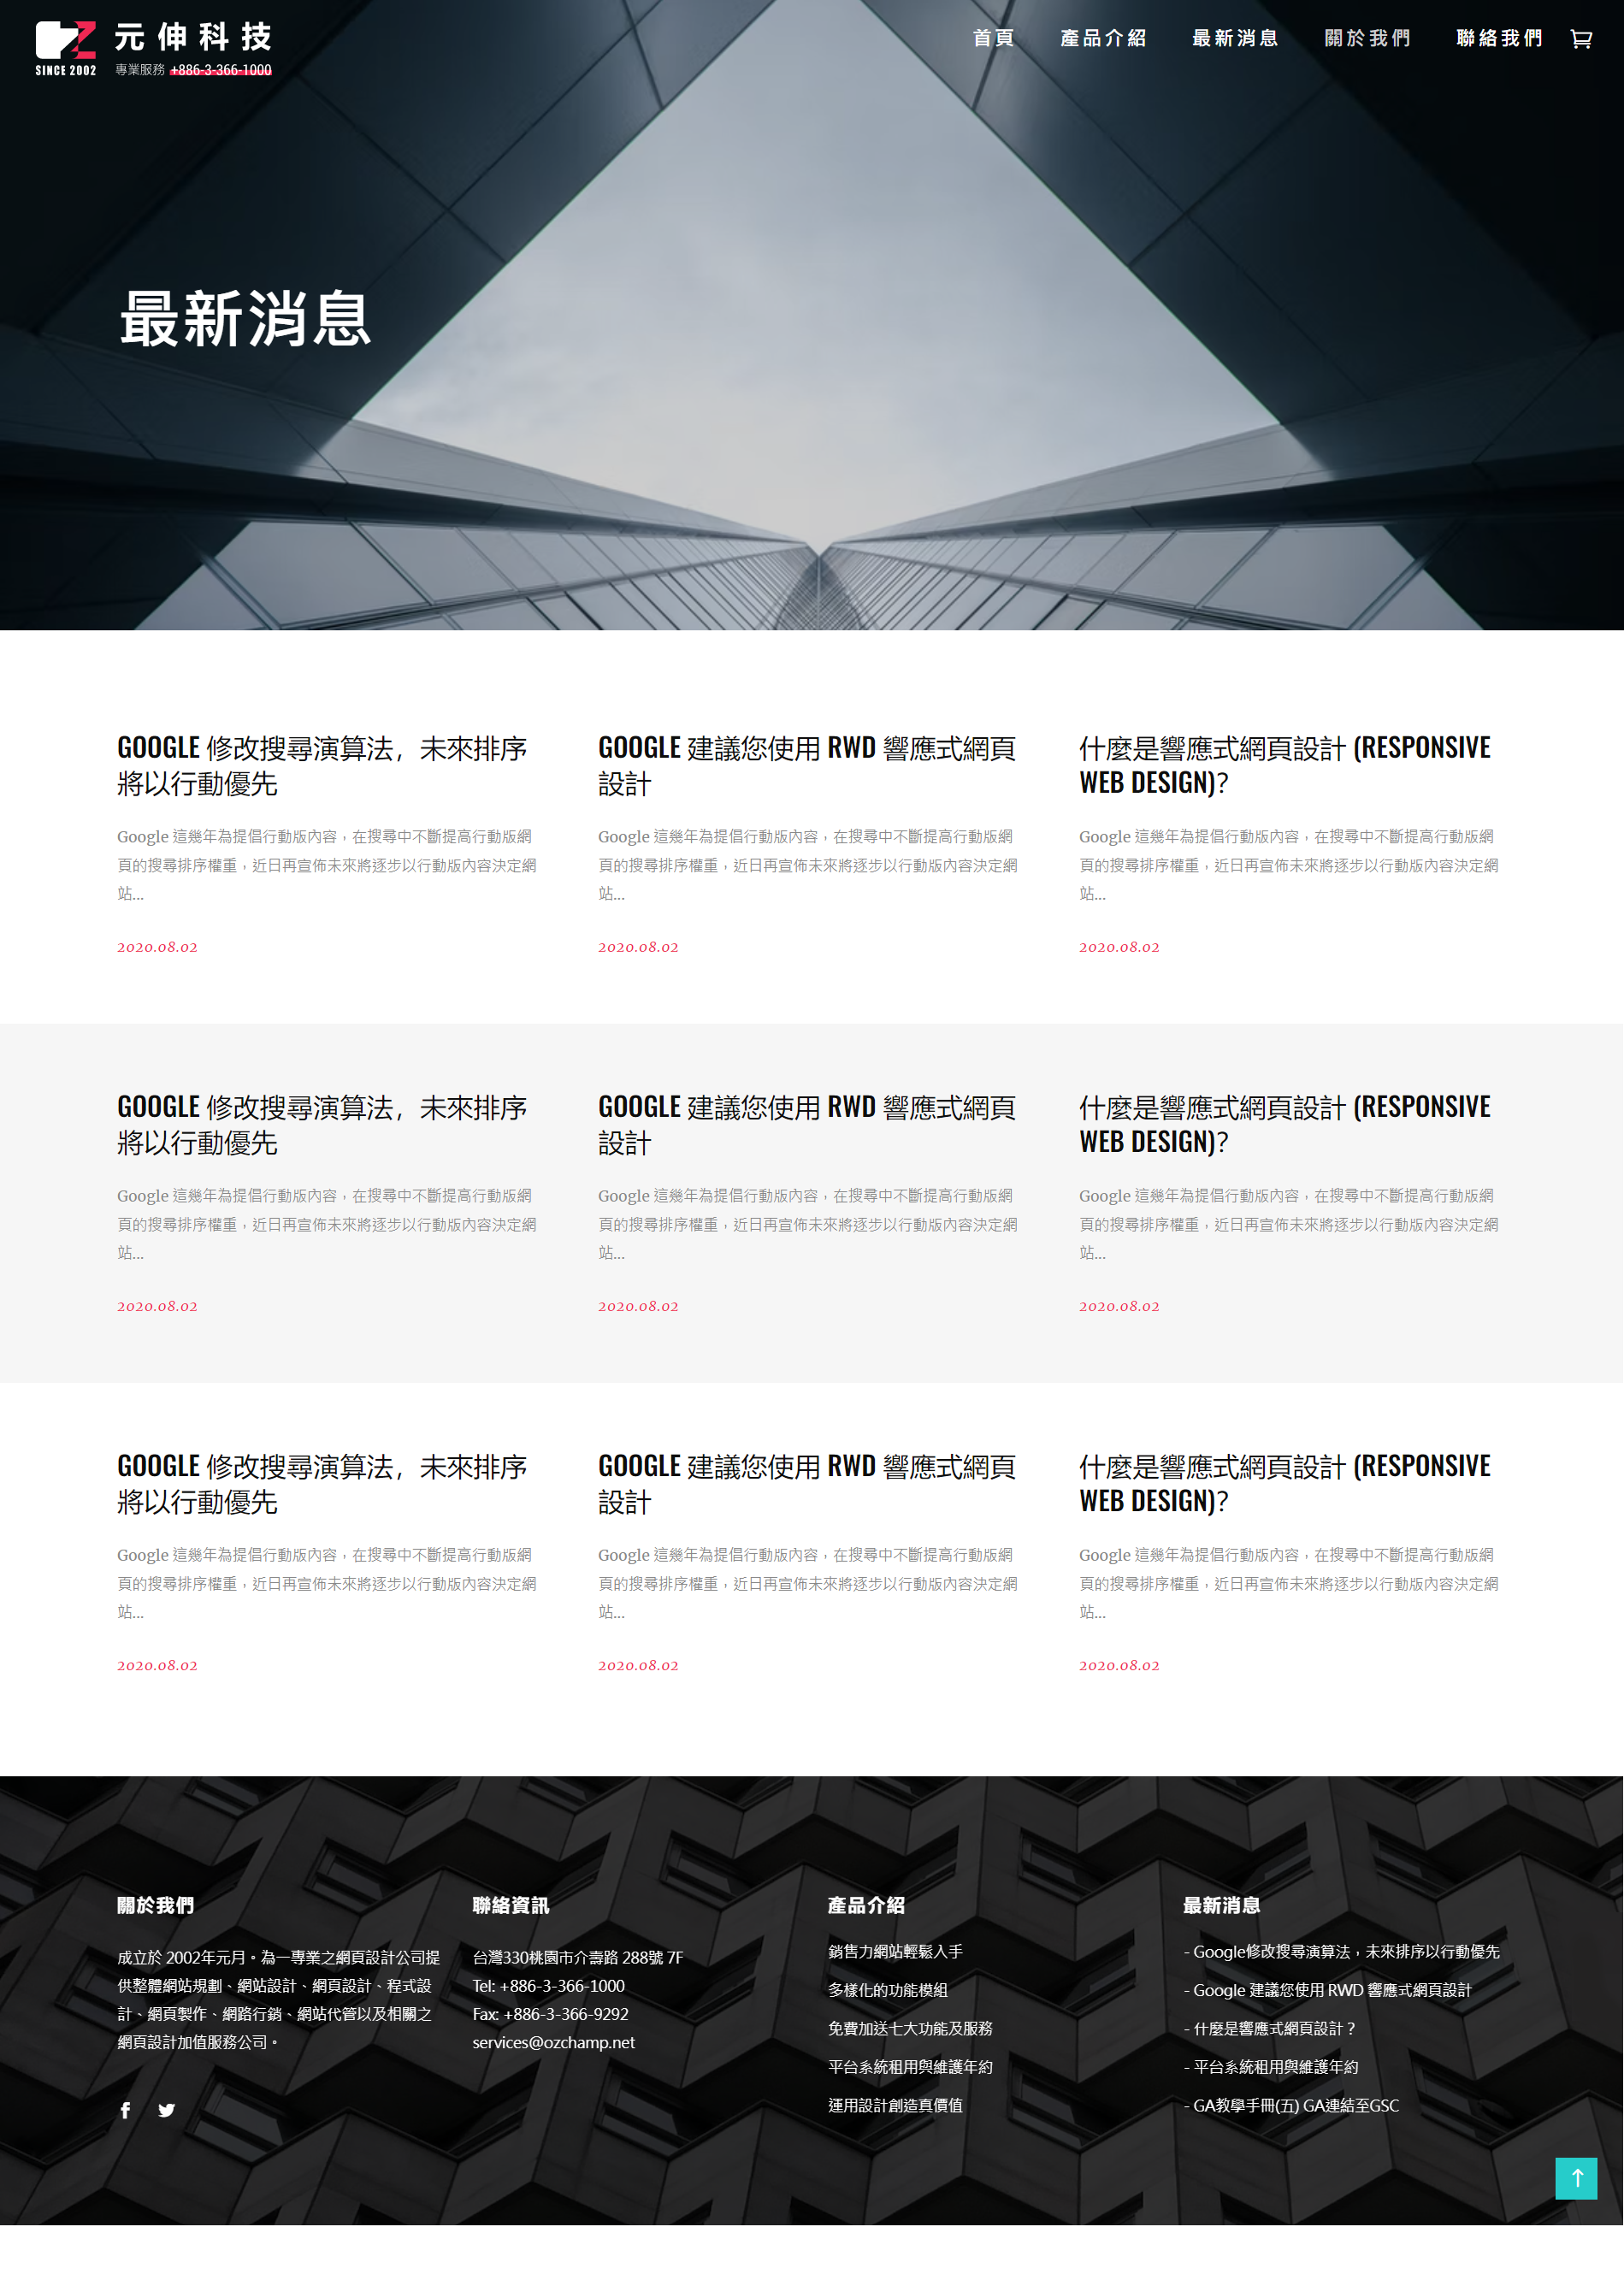 元伸科技
SINCE 2002
專業服務 +886-3-366-1000
首頁
產品介紹
最新消息
關於我們
聯絡我們
最新消息
GOOGLE 修改搜尋演算法，未來排序
將以行動優先
Google 這幾年為提倡行動版內容，在搜尋中不斷提高行動版網
頁的搜尋排序權重，近日再宣佈未來將逐步以行動版內容決定網
站...
2020.08.02
GOOGLE 建議您使用 RWD 響應式網頁
設計
Google 這幾年為提倡行動版內容，在搜尋中不斷提高行動版網
頁的搜尋排序權重，近日再宣佈未來將逐步以行動版內容決定網
站...
2020.08.02
什麼是響應式網頁設計 (RESPONSIVE
WEB DESIGN)?
Google 這幾年為提倡行動版內容，在搜尋中不斷提高行動版網
頁的搜尋排序權重，近日再宣佈未來將逐步以行動版內容決定網
站...
2020.08.02
GOOGLE 修改搜尋演算法，未來排序
將以行動優先
Google 這幾年為提倡行動版內容，在搜尋中不斷提高行動版網
頁的搜尋排序權重，近日再宣佈未來將逐步以行動版內容決定網
站...
2020.08.02
GOOGLE 建議您使用 RWD 響應式網頁
設計
Google 這幾年為提倡行動版內容，在搜尋中不斷提高行動版網
頁的搜尋排序權重，近日再宣佈未來將逐步以行動版內容決定網
站...
2020.08.02
什麼是響應式網頁設計 (RESPONSIVE
WEB DESIGN)?
Google 這幾年為提倡行動版內容，在搜尋中不斷提高行動版網
頁的搜尋排序權重，近日再宣佈未來將逐步以行動版內容決定網
站...
2020.08.02
GOOGLE 修改搜尋演算法，未來排序
將以行動優先
Google 這幾年為提倡行動版內容，在搜尋中不斷提高行動版網
頁的搜尋排序權重，近日再宣佈未來將逐步以行動版內容決定網
站...
2020.08.02
GOOGLE 建議您使用 RWD 響應式網頁
設計
Google 這幾年為提倡行動版內容，在搜尋中不斷提高行動版網
頁的搜尋排序權重，近日再宣佈未來將逐步以行動版內容決定網
站...
2020.08.02
什麼是響應式網頁設計 (RESPONSIVE
WEB DESIGN)?
Google 這幾年為提倡行動版內容，在搜尋中不斷提高行動版網
頁的搜尋排序權重，近日再宣佈未來將逐步以行動版內容決定網
站...
2020.08.02
關於我們
成立於 2002年元月。為一專業之網頁設計公司提
供整體網站規劃、網站設計、網頁設計、程式設
計、網頁製作、網路行銷、網站代管以及相關之
網頁設計加值服務公司。
聯絡資訊
台灣330桃園市介壽路 288號 7F
Tel: +886-3-366-1000
Fax: +886-3-366-9292
services@ozchamp.net
產品介紹
銷售力網站輕鬆入手
多樣化的功能模組
免費加送七大功能及服務
平台系統租用與維護年約
運用設計創造真價值
最新消息
- Google修改搜尋演算法，未來排序以行動優先
- Google 建議您使用 RWD 響應式網頁設計
- 什麼是響應式網頁設計？
- 平台系統租用與維護年約
- GA教學手冊(五) GA連結至GSC